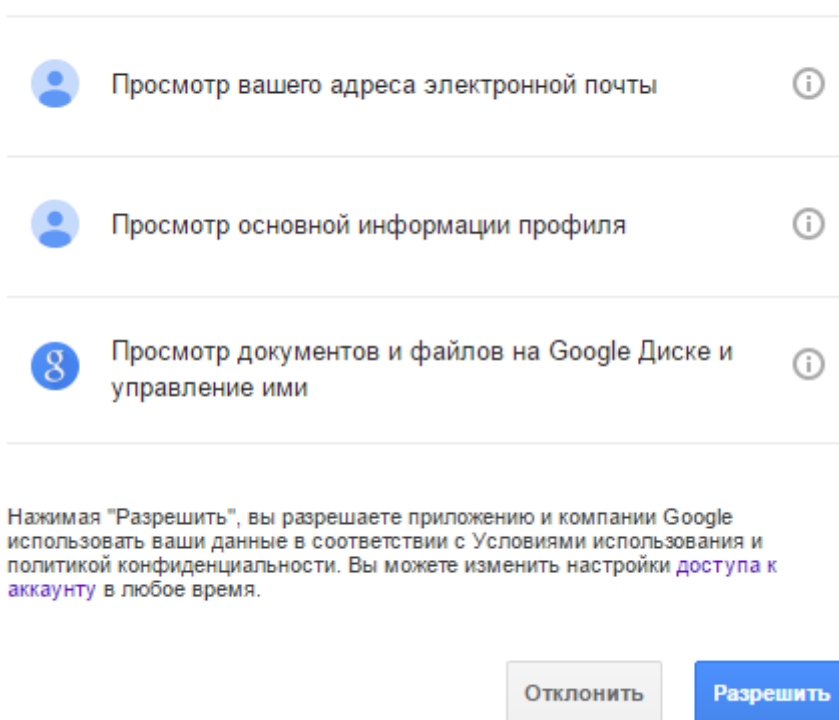 Просмотр вашего адреса электронной почты
Просмотр основной информации профиля
Просмотр документов и файлов на Google Диске и
управление ими
Нажимая "Разрешить", вы разрешаете приложению и компании Google
использовать ваши данные в соответствии с Условиями использования и
политикой конфиденциальности. Вы можете изменить настройки доступа к
аккаунту в любое время.
Отклонить
Разрешить